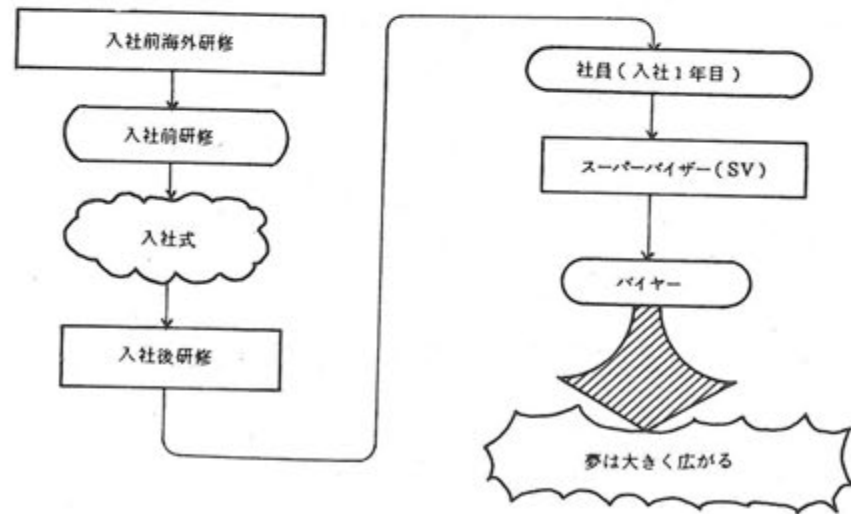 入社前海外研修
入社前研修
入社式
入社後研修
社員(入社1年目)
スーパーバイザー(SV)
バイヤー
夢は大きく広がる